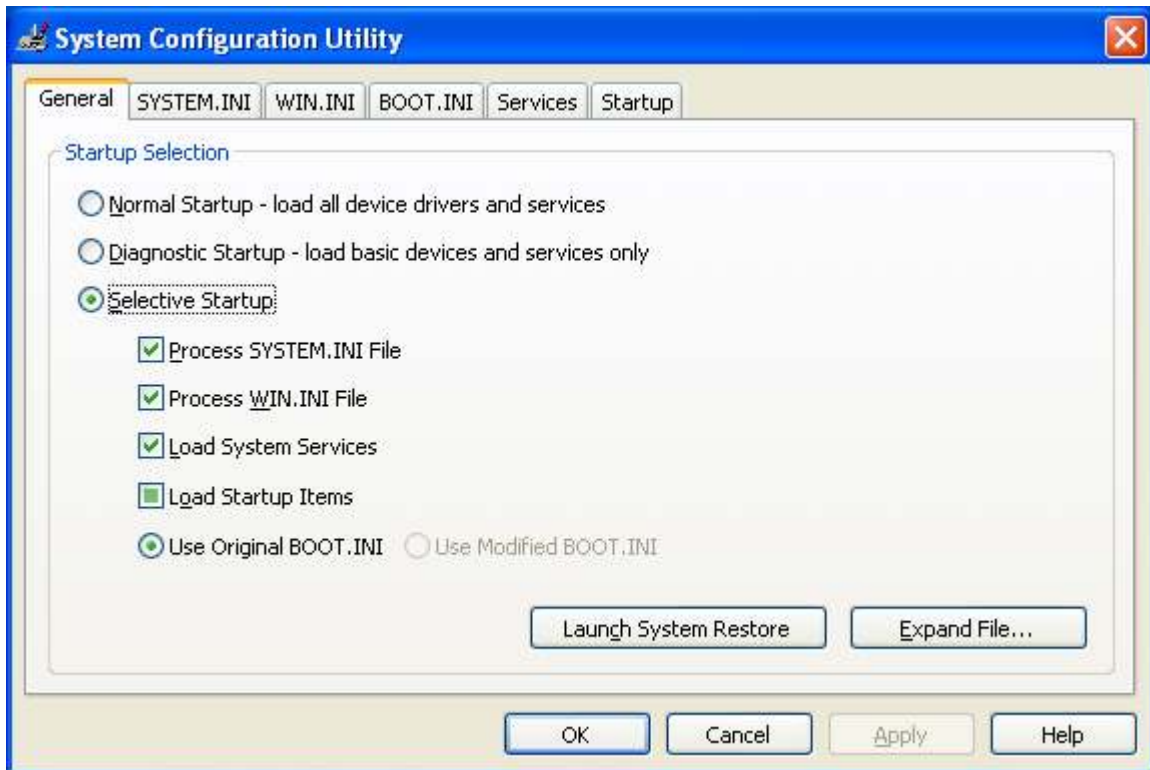 System Configuration Utility
General SYSTEM.INI WIN.INI BOOT.INI Services Startup
Startup Selection
Normal Startup - load all device drivers and services
Diagnostic Startup - load basic devices and services only
Selective Startup
Process SYSTEM.INI File
Process WIN.INI File
Load System Services
Load Startup Items
Use Original BOOT.INI Use Modified BOOT.INI
Launch System Restore Expand File...
OK Cancel Apply Help